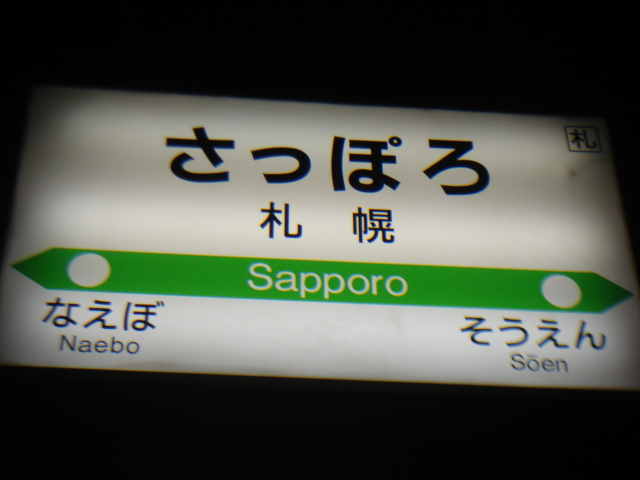 札
さっぽろ
札幌
Sapporo
なえぼ
Naebo
そうえん
Sōen